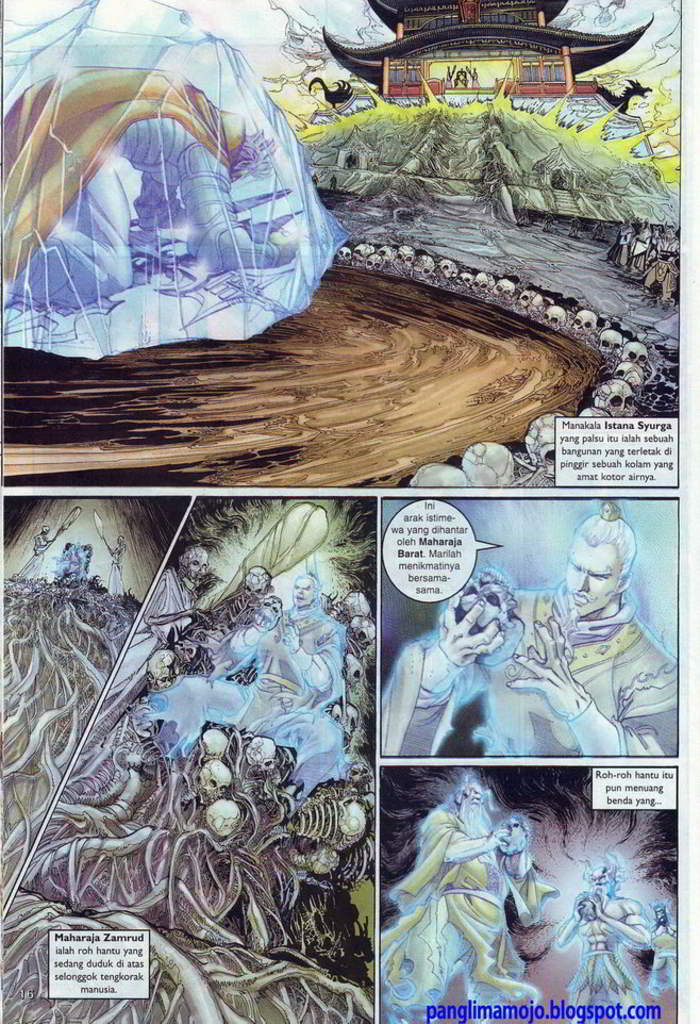 Manakala Istana Syurga
yang palsu itu ialah sebuah
bangunan yang terletak di
pinggir sebuah kolam yang
amat kotor airnya.
Ini
arak istime-
wa yang dihantar
oleh Maharaja
Barat. Marilah
menikmatinya
bersama-
sama.
Roh-roh hantu itu
pun menuang
benda yang...
Maharaja Zamrud
ialah roh hantu yang
sedang duduk di atas
selonggok tengkorak
manusia.
16
panglimamojo.blogspot.com